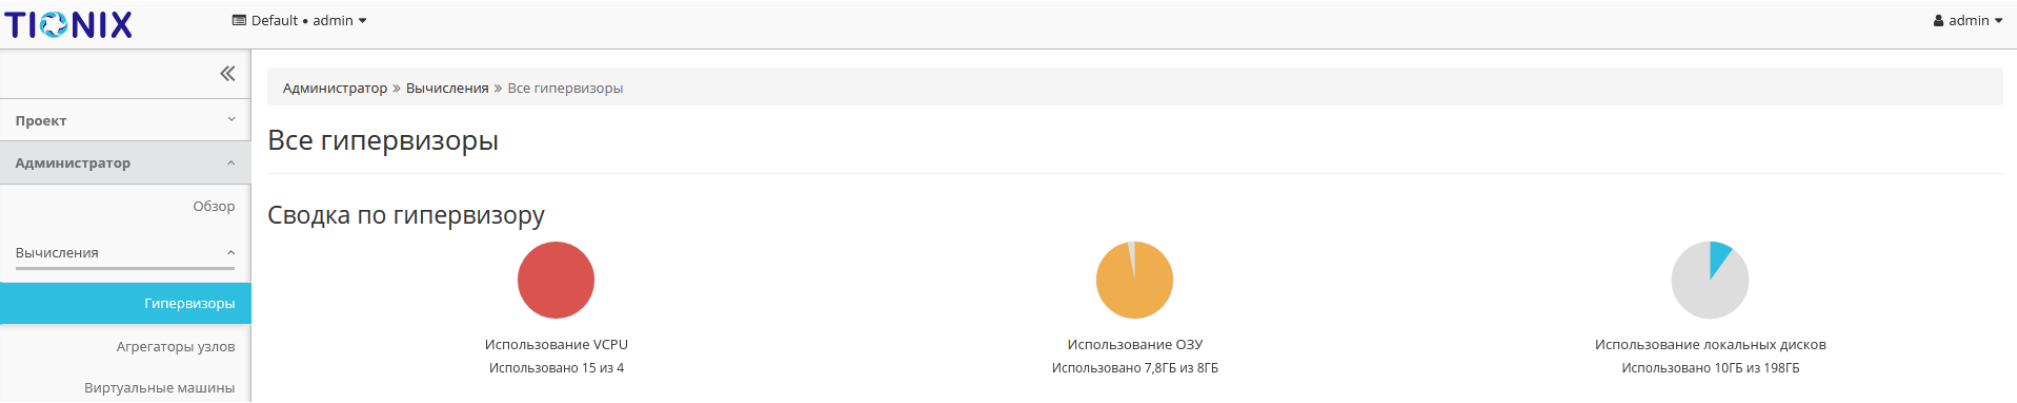 TIONIX
Default • admin
admin
Администратор » Вычисления » Все гипервизоры
Проект
Администратор
Обзор
Вычисления
Гипервизоры
Агрегаторы узлов
Виртуальные машины
Все гипервизоры
Сводка по гипервизору
Использование VCPU
Использовано 15 из 4
Использование ОЗУ
Использовано 7,8ГБ из 8ГБ
Использование локальных дисков
Использовано 10ГБ из 198ГБ